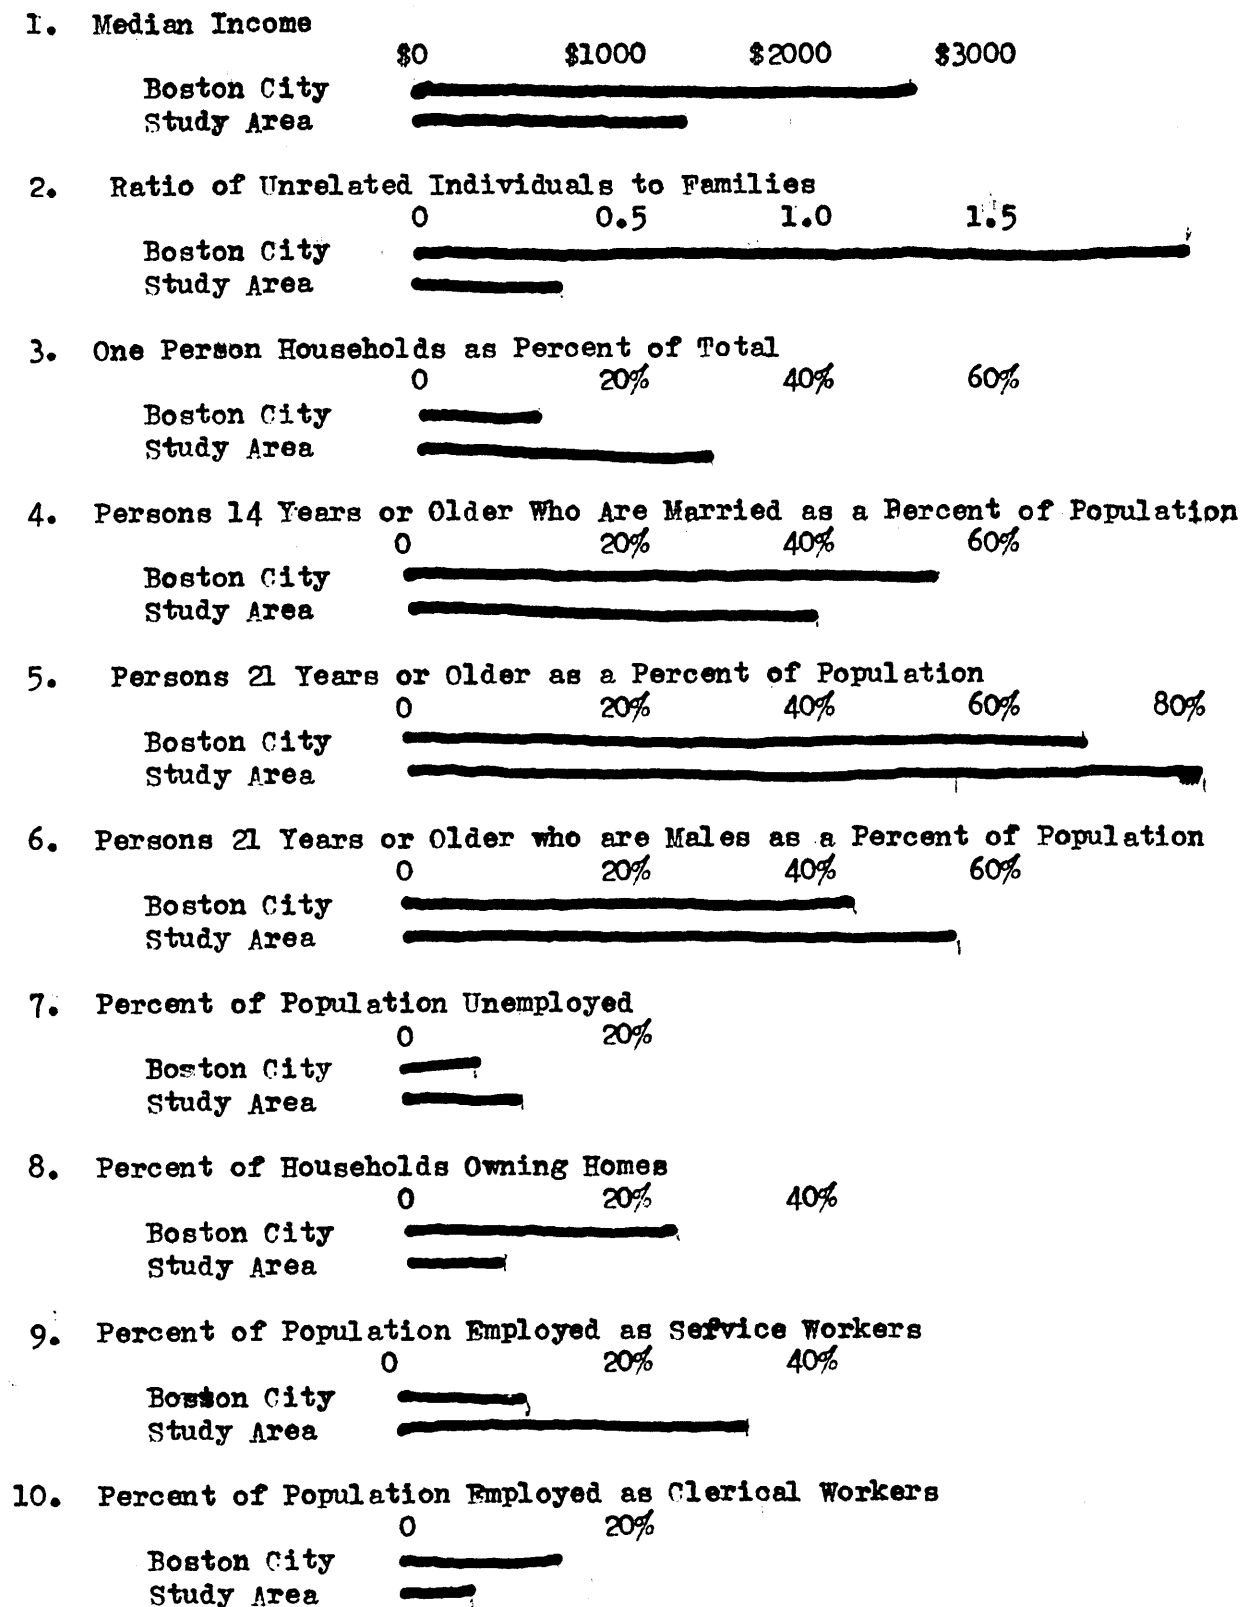 1. Median Income
$0 $1000 $2000 $3000
Boston City
Study Area
2. Ratio of Unrelated Individuals to Families
0 0.5 1.0 1.5
Boston City
Study Area
3. One Person Households as Percent of Total
0 20% 40% 60%
Boston City
Study Area
4. Persons 14 Years or Older Who Are Married as a Percent of Population
0 20% 40% 60%
Boston City
Study Area
5. Persons 21 Years or Older as a Percent of Population
0 20% 40% 60% 80%
Boston City
Study Area
6. Persons 21 Years or Older who are Males as a Percent of Population
0 20% 40% 60%
Boston City
Study Area
7. Percent of Population Unemployed
0 20%
Boston City
Study Area
8. Percent of Households Owning Homes
0 20% 40%
Boston City
Study Area
9. Percent of Population Employed as Service Workers
0 20% 40%
Boston City
Study Area
10. Percent of Population Employed as Clerical Workers
0 20%
Boston City
Study Area